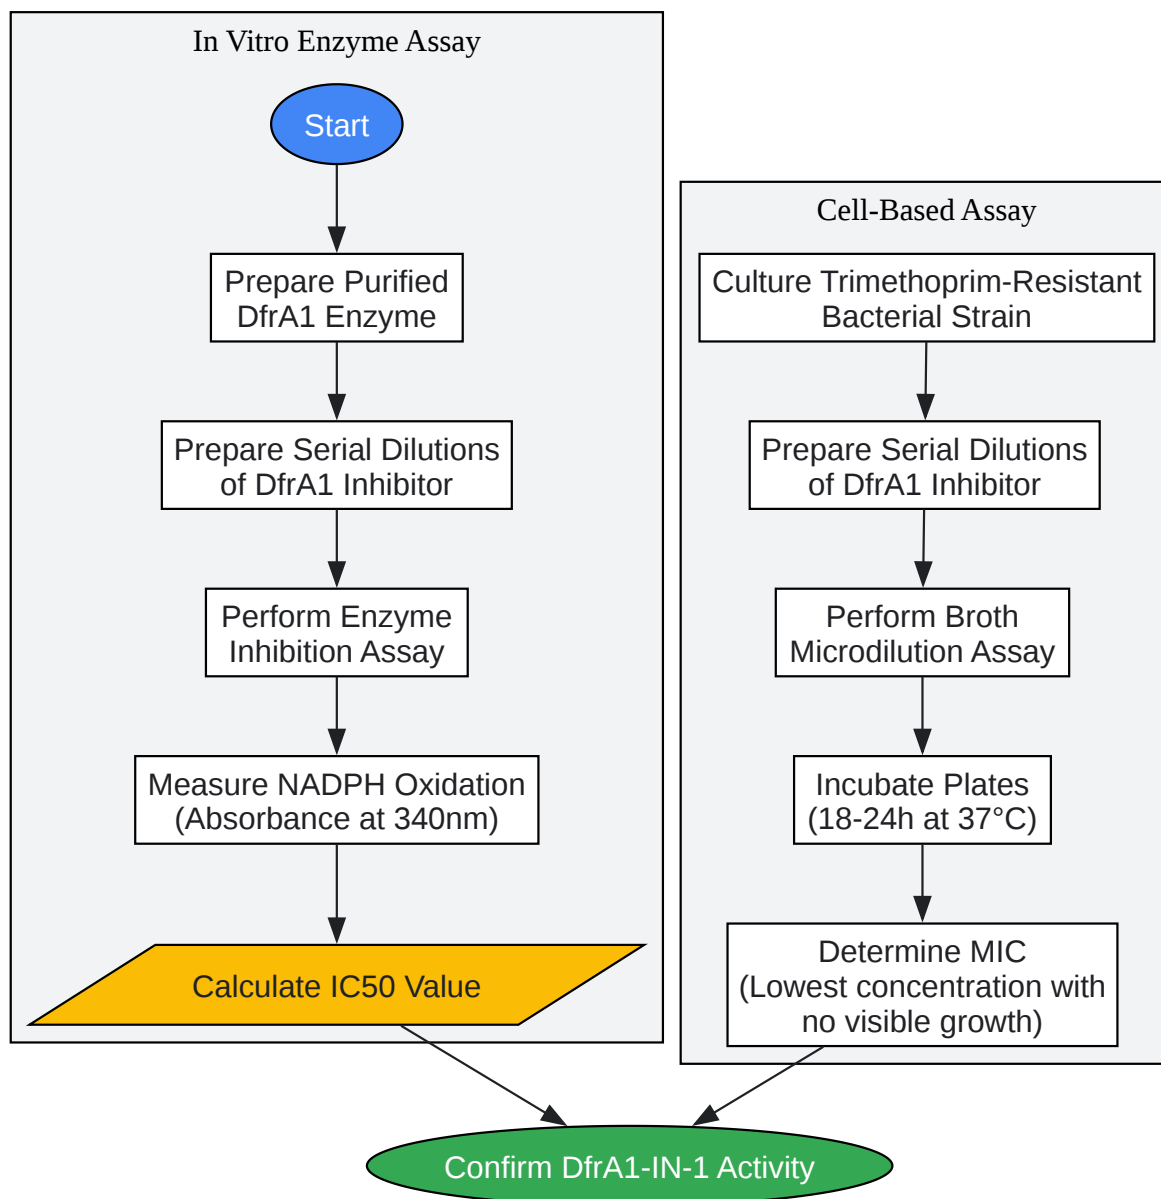 In Vitro Enzyme Assay
Start
Prepare Purified
DfrA1 Enzyme
Prepare Serial Dilutions
of DfrA1 Inhibitor
Perform Enzyme
Inhibition Assay
Measure NADPH Oxidation
(Absorbance at 340nm)
Calculate IC50 Value
Cell-Based Assay
Culture Trimethoprim-Resistant
Bacterial Strain
Prepare Serial Dilutions
of DfrA1 Inhibitor
Perform Broth
Microdilution Assay
Incubate Plates
(18-24h at 37°C)
Determine MIC
(Lowest concentration with
no visible growth)
Confirm DfrA1-IN-1 Activity